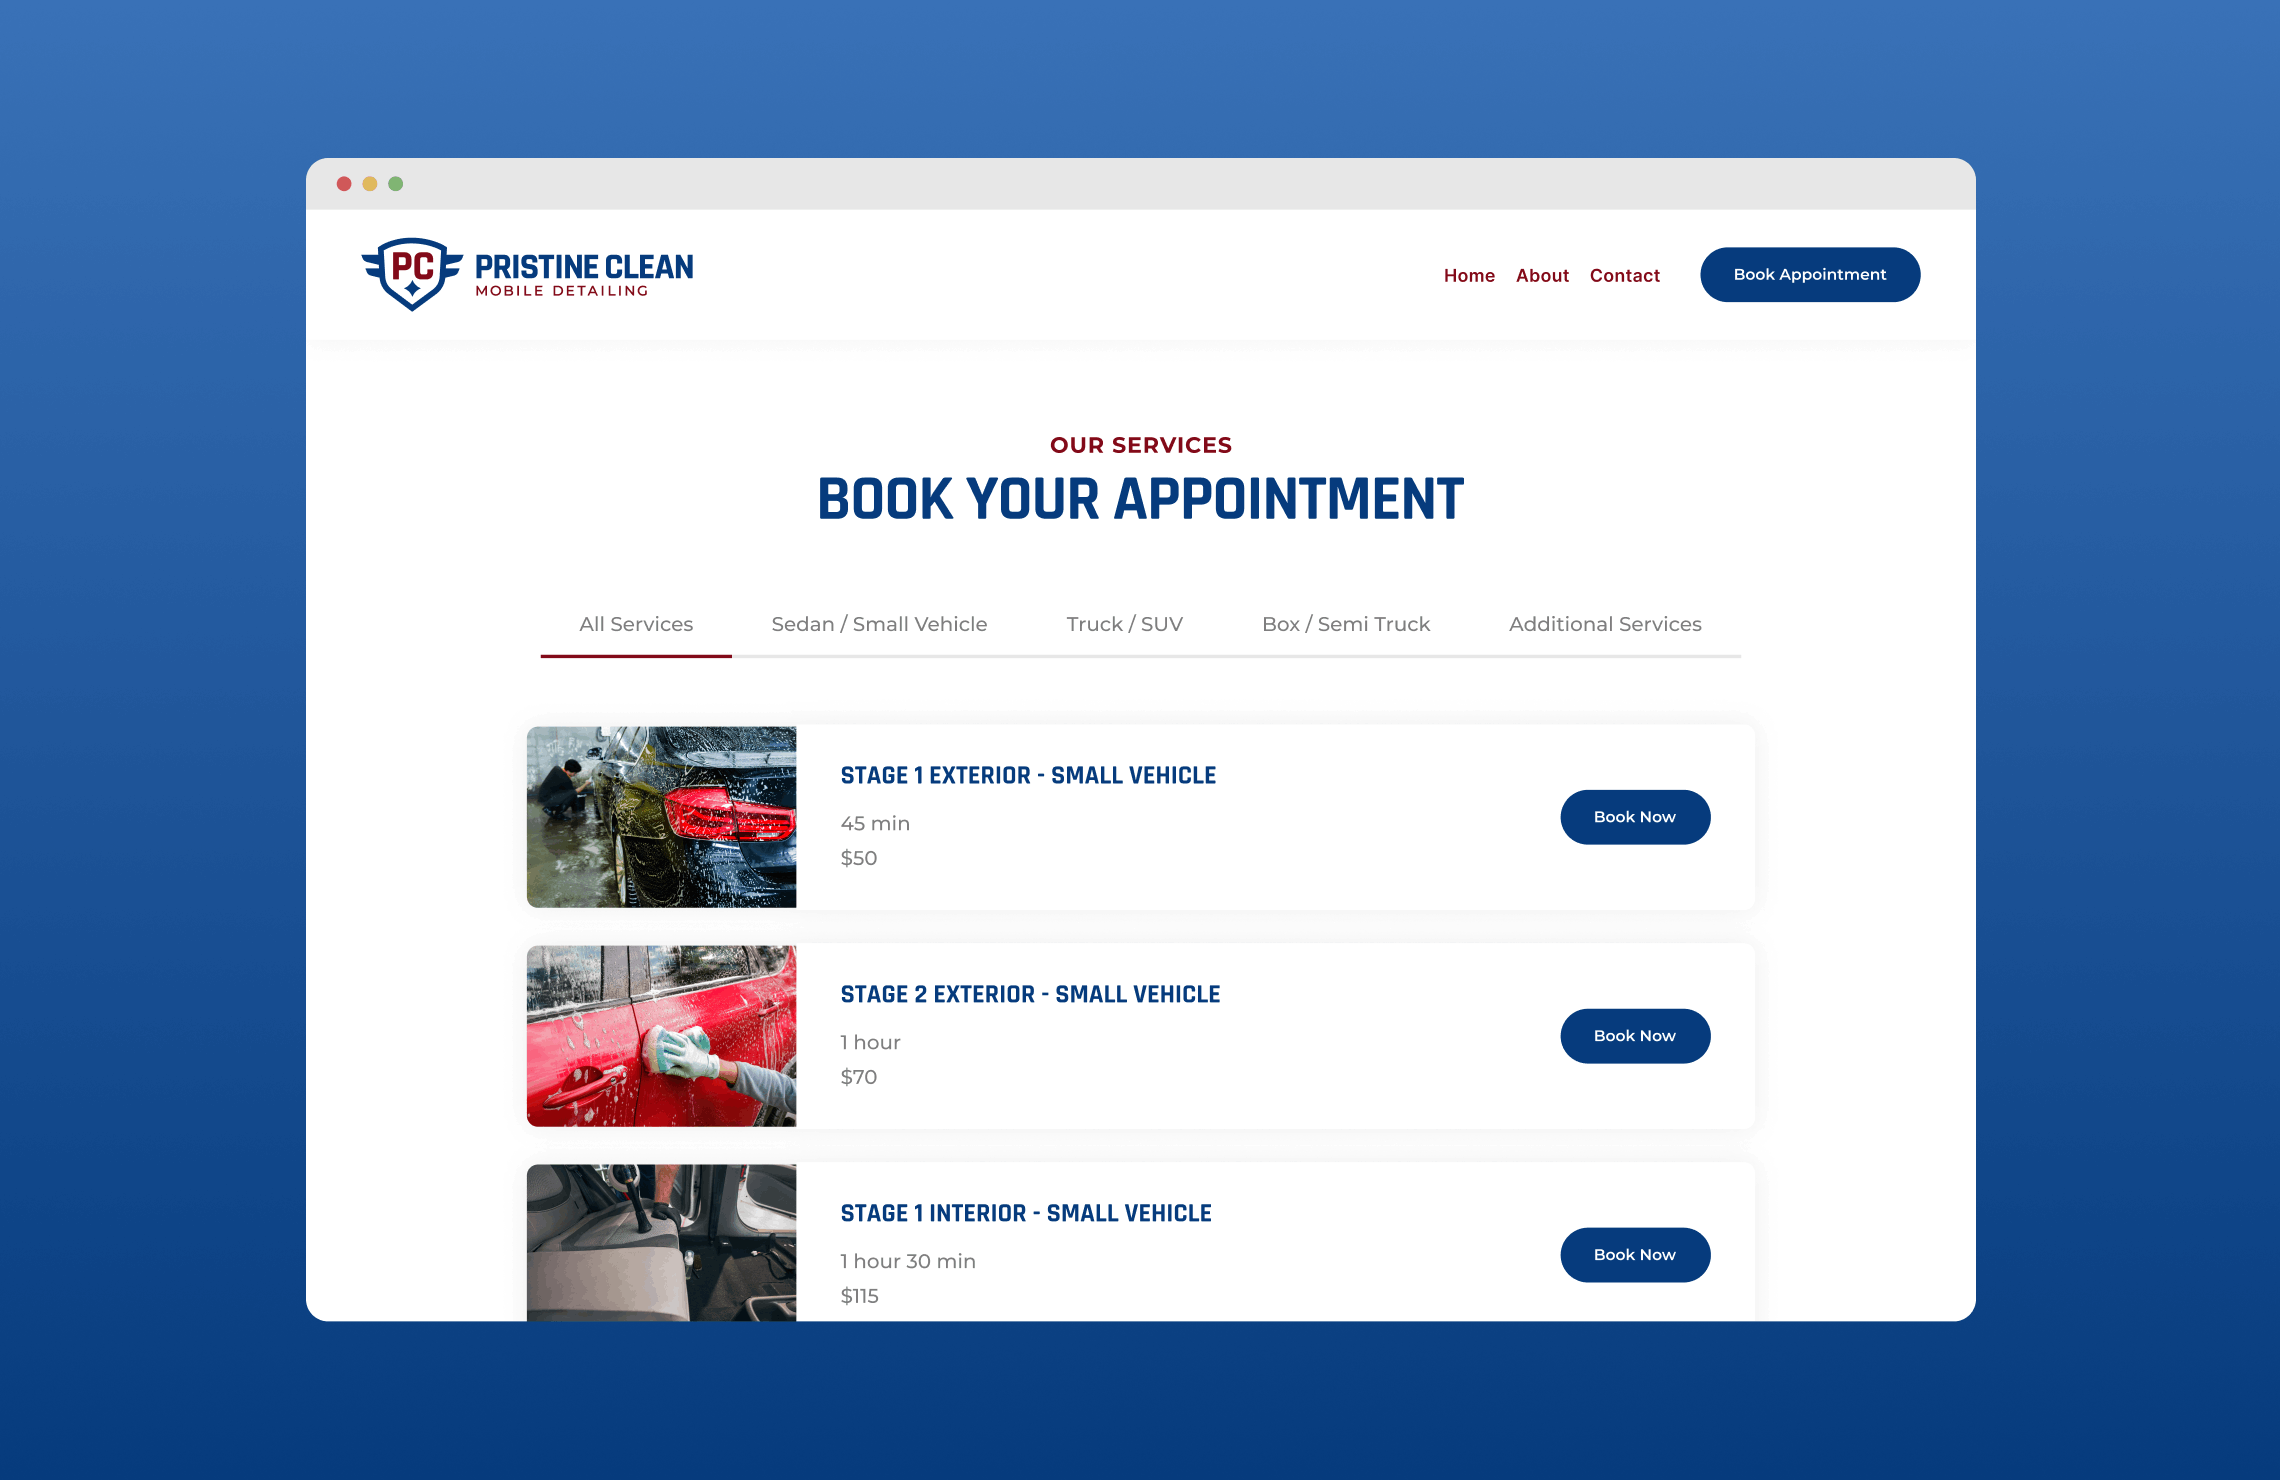 PC
PRISTINE CLEAN
MOBILE DETAILING
Home About Contact Book Appointment
OUR SERVICES
BOOK YOUR APPOINTMENT
All Services Sedan / Small Vehicle Truck / SUV Box / Semi Truck Additional Services
STAGE 1 EXTERIOR - SMALL VEHICLE
45 min
$50
Book Now
STAGE 2 EXTERIOR - SMALL VEHICLE
1 hour
$70
Book Now
STAGE 1 INTERIOR - SMALL VEHICLE
1 hour 30 min
$115
Book Now